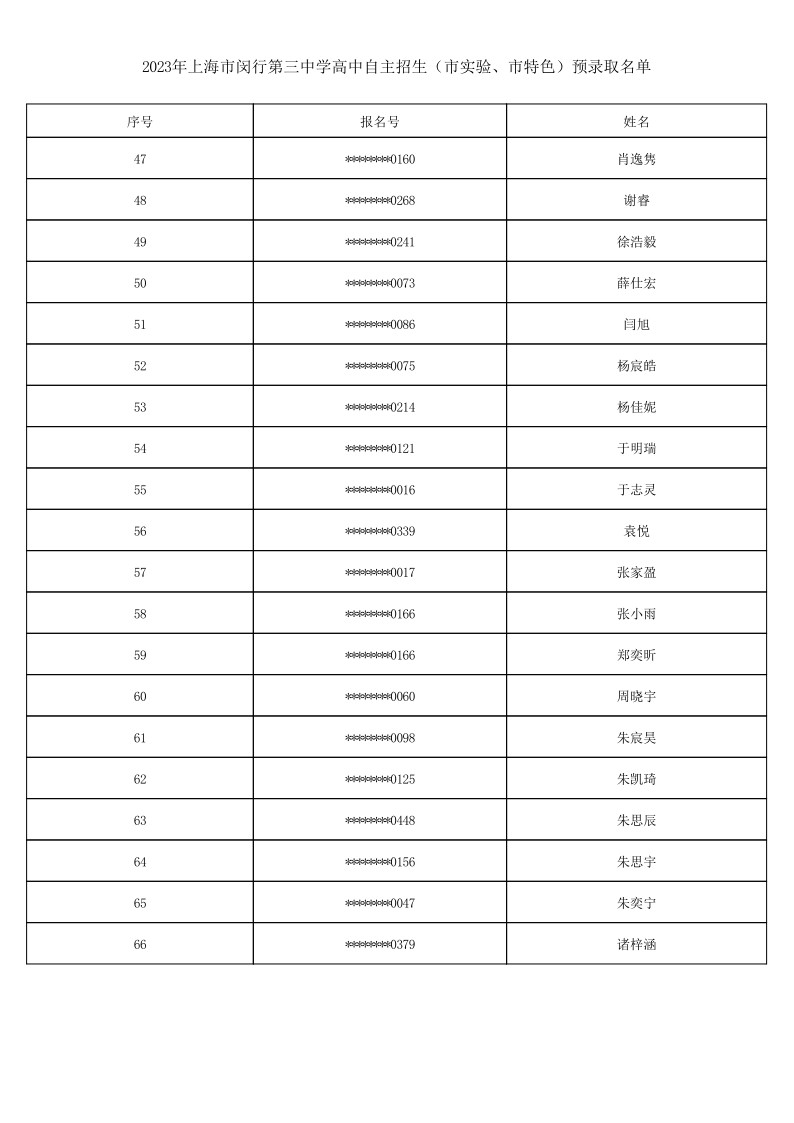 2023年上海市闵行第三中学高中自主招生（市实验、市特色）预录取名单
序号 报名号 姓名
47 ********0160 肖逸隽
48 ********0268 谢睿
49 ********0241 徐浩毅
50 ********0073 薛仕宏
51 ********0086 闫旭
52 ********0075 杨宸皓
53 ********0214 杨佳妮
54 ********0121 于明瑞
55 ********0016 于志灵
56 ********0339 袁悦
57 ********0017 张家盈
58 ********0166 张小雨
59 ********0166 郑奕昕
60 ********0060 周晓宇
61 ********0098 朱宸昊
62 ********0125 朱凯琦
63 ********0448 朱思辰
64 ********0156 朱思宇
65 ********0047 朱奕宁
66 ********0379 诸梓涵